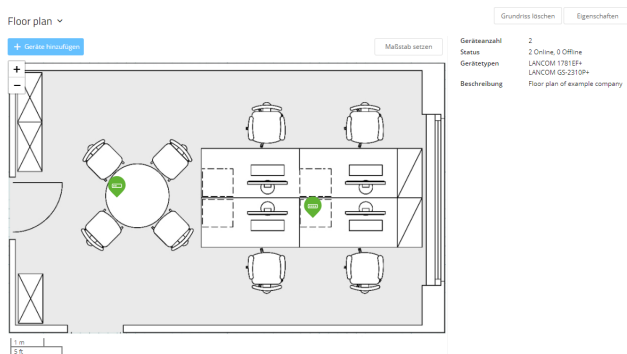 Floor plan
Grundriss löschen
Eigenschaften
+ Geräte hinzufügen
Maßstab setzen
Geräteanzahl 2
Status 2 Online, 0 Offline
Gerätetypen LANCOM 1781EF+
LANCOM GS-2310P+
Beschreibung Floor plan of example company
+
−
1 m
5 ft